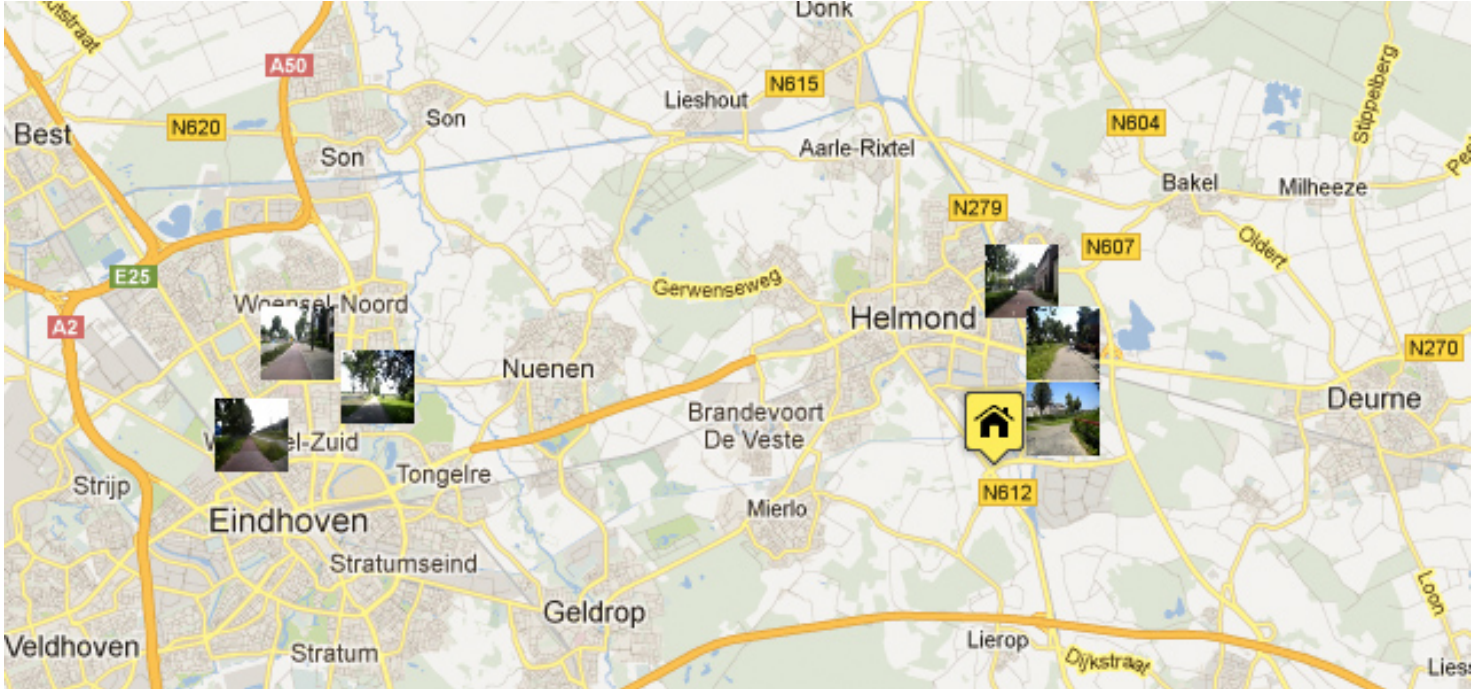 Donk
A50
N615
Lieshout
Son
N620
Best
N604
Stippelberg
Aarle-Rixtel
Son
Bakel
Milheeze
N279
N607
Oldert
E25
Gerwenseweg
Woensel-Noord
A2
Helmond
N270
Nuenen
Deurne
Brandevoort
De Veste
el-Zuid
Tongelre
Strijp
N612
Mierlo
Eindhoven
Stratumseind
Geldrop
Loon
Veldhoven
Stratum
Lierop
Dijkstraat
Liess